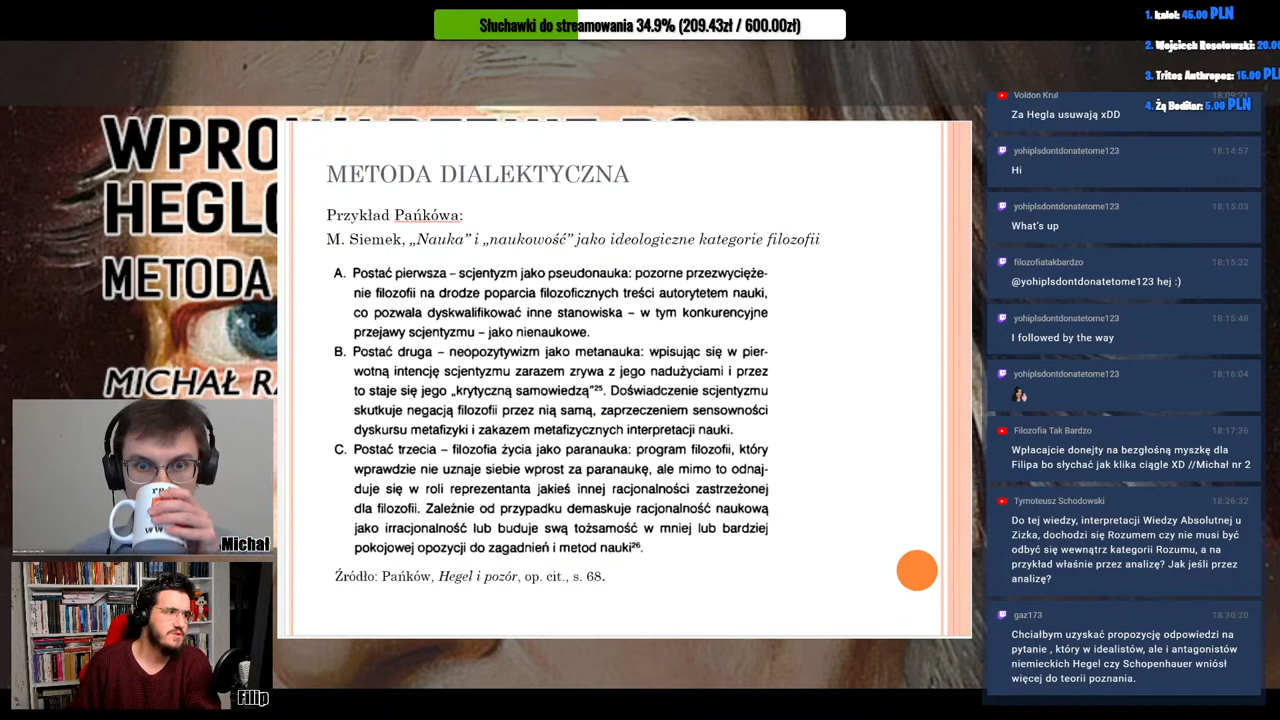 Słuchawki do streamowania 34.9% (209.43zł / 600.00zł)
1. kniot: 45.00 PLN
2. Wojciech Rosolowski: 20.00
3. Tritos Anthropos: 15.00 PLN
4. Żą Bodllar: 5.00 PLN
WPRO
HEGLO
METODA
MICHAŁ RA
METODA DIALEKTYCZNA
Przykład Pańkówa:
M. Siemek, „Nauka” i „naukowość” jako ideologiczne kategorie filozofii
A. Postać pierwsza – scjentyzm jako pseudonauka: pozorne przezwycięże-
nie filozofii na drodze poparcia filozoficznych treści autorytetem nauki,
co pozwala dyskwalifikować inne stanowiska – w tym konkurencyjne
przejawy scjentyzmu – jako nienaukowe.
B. Postać druga – neopozytywizm jako metanauka: wpisując się w pier-
wotną intencję scjentyzmu zarazem zrywa z jego nadużyciami i przez
to staje się jego „krytyczną samowiedzą”²⁵. Doświadczenie scjentyzmu
skutkuje negacją filozofii przez nią samą, zaprzeczeniem sensowności
dyskursu metafizyki i zakazem metafizycznych interpretacji nauki.
C. Postać trzecia – filozofia życia jako paranauka: program filozofii, który
wprawdzie nie uznaje siebie wprost za paranaukę, ale mimo to odnaj-
duje się w roli reprezentanta jakieś innej racjonalności zastrzeżonej
dla filozofii. Zależnie od przypadku demaskuje racjonalność naukową
jako irracjonalność lub buduje swą tożsamość w mniej lub bardziej
pokojowej opozycji do zagadnień i metod nauki²⁶.
Źródło: Pańków, Hegel i pozór, op. cit., s. 68.
Michał
filip
Voldon Krul 18:09:21
Za Hegla usuwają xDD
yohiplsdontdonatetome123 18:14:57
Hi
yohiplsdontdonatetome123 18:15:03
What's up
filozofiatakbardzo 18:15:32
@yohiplsdontdonatetome123 hej :)
yohiplsdontdonatetome123 18:15:48
I followed by the way
yohiplsdontdonatetome123 18:16:04
Filozofia Tak Bardzo 18:17:36
Wpłacajcie donejty na bezgłośną myszkę dla
Filipa bo słychać jak klika ciągle XD //Michał nr 2
Tymoteusz Schodowski 18:26:32
Do tej wiedzy, interpretacji Wiedzy Absolutnej u
Zizka, dochodzi się Rozumem czy nie musi być
odbyć się wewnątrz kategorii Rozumu, a na
przykład właśnie przez analizę? Jak jeśli przez
analizę?
gaz173 18:30:20
Chciałbym uzyskać propozycję odpowiedzi na
pytanie , który w idealistów, ale i antagonistów
niemieckich Hegel czy Schopenhauer wniósł
więcej do teorii poznania.